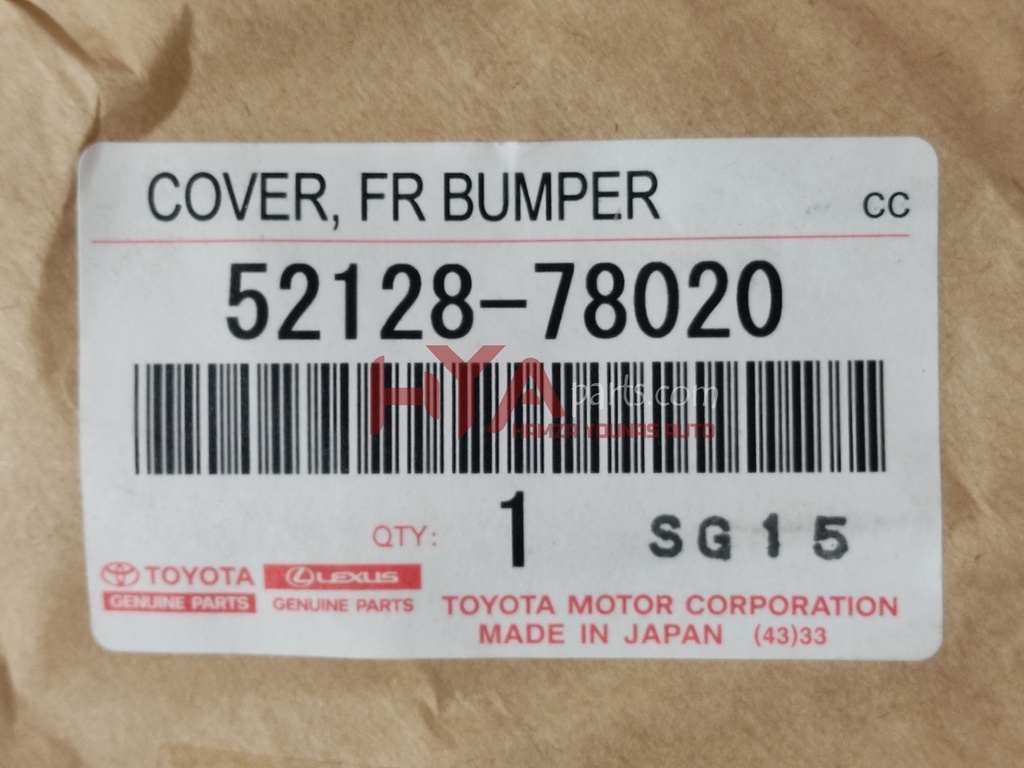 COVER, FR BUMPER CC
52128-78020
HYA parts.com
HAMZA YOUNAS AUTO
QTY: 1 SG15
TOYOTA LEXUS
GENUINE PARTS GENUINE PARTS
TOYOTA MOTOR CORPORATION
MADE IN JAPAN (43)33